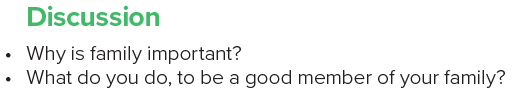 Discussion
• Why is family important?
• What do you do, to be a good member of your family?